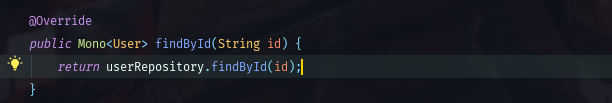 @Override
public Mono<User> findById(String id) {
return userRepository.findById(id);
}